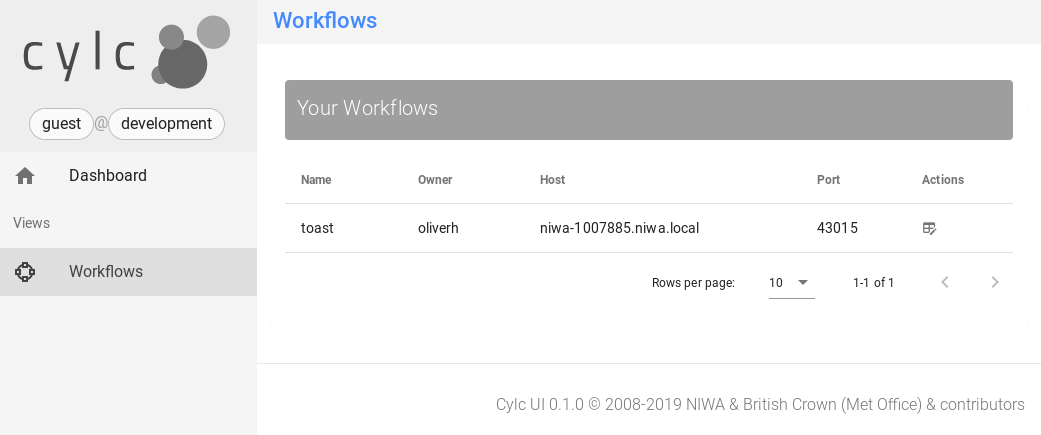 cylc
guest @ development
Dashboard
Views
Workflows
Workflows
Your Workflows
Name Owner Host Port Actions
toast oliverh niwa-1007885.niwa.local 43015
Rows per page: 10 1-1 of 1
Cylc UI 0.1.0 © 2008-2019 NIWA & British Crown (Met Office) & contributors